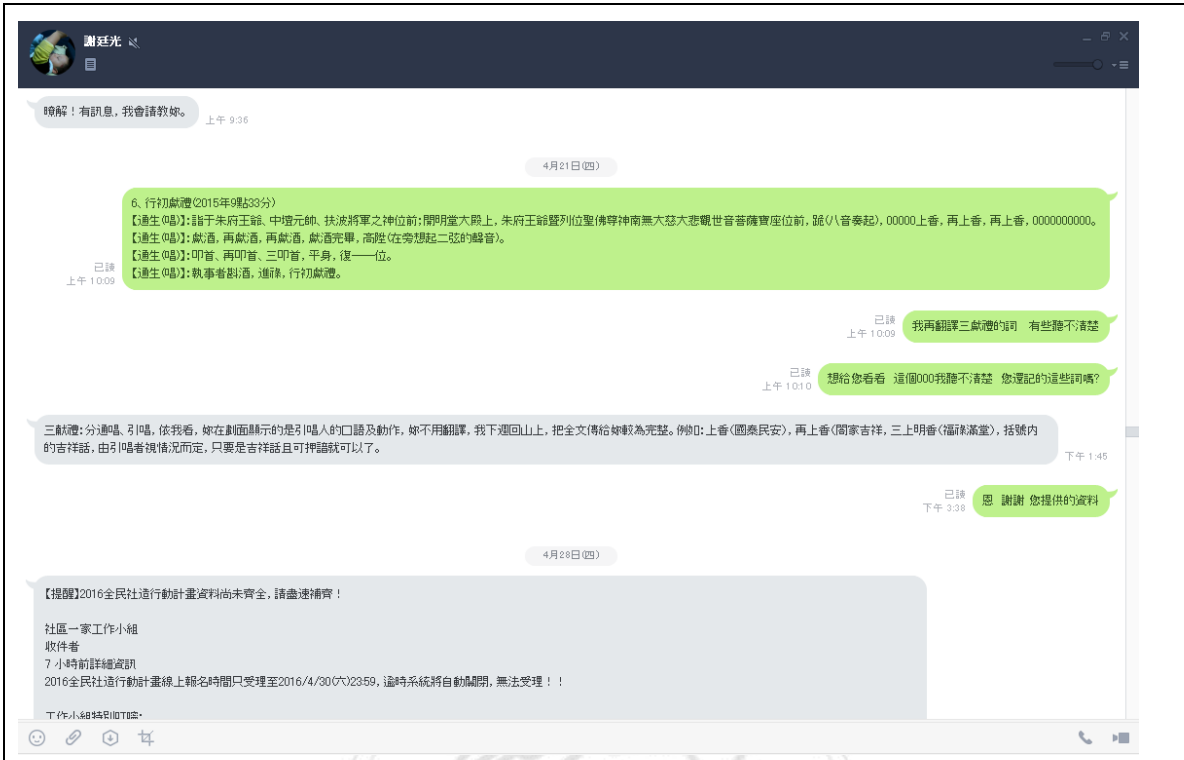 謝廷光
瞭解！有訊息，我會請教妳。
上午 9:36
4月21日(四)
6、行初獻禮(2015年9點33分)
【通生(唱)】：詣于朱府王爺、中壇元帥、扶波將軍之神位前；開明堂大殿上，朱府王爺暨列位聖佛尊神南無大慈大悲觀世音菩薩寶座位前，跪(八音奏起)，00000上香，再上香，再上香，0000000000。
【通生(唱)】：獻酒，再獻酒，再獻酒，獻酒完畢，高陞(在旁想起二弦的聲音)。
【通生(唱)】：叩首、再叩首、三叩首，平身，復——位。
【通生(唱)】：執事者斟酒，進祿，行初獻禮。
已讀
上午 10:09
已讀
上午 10:09
我再翻譯三獻禮的詞 有些聽不清楚
已讀
上午 10:10
想給您看看 這個000我聽不清楚 您還記的這些詞嗎?
三獻禮：分通唱、引唱，依我看，妳在劃面顯示的是引唱人的口語及動作，妳不用翻譯，我下週回山上，把全文傳給妳較為完整。例如：上香(國泰民安)，再上香(閤家吉祥，三上明香(福祿滿堂)，括號內
的吉祥話，由引唱者視情況而定，只要是吉祥話且可押語就可以了。
下午 1:45
已讀
下午 3:38
恩 謝謝 您提供的資料
4月28日(四)
【提醒】2016全民社造行動計畫資料尚未齊全，請盡速補齊！
社區一家工作小組
收件者
7 小時前詳細資訊
2016全民社造行動計畫線上報名時間只受理至2016/4/30(六)23:59，逾時系統將自動關閉，無法受理！！
工作小組特別叮嚀：